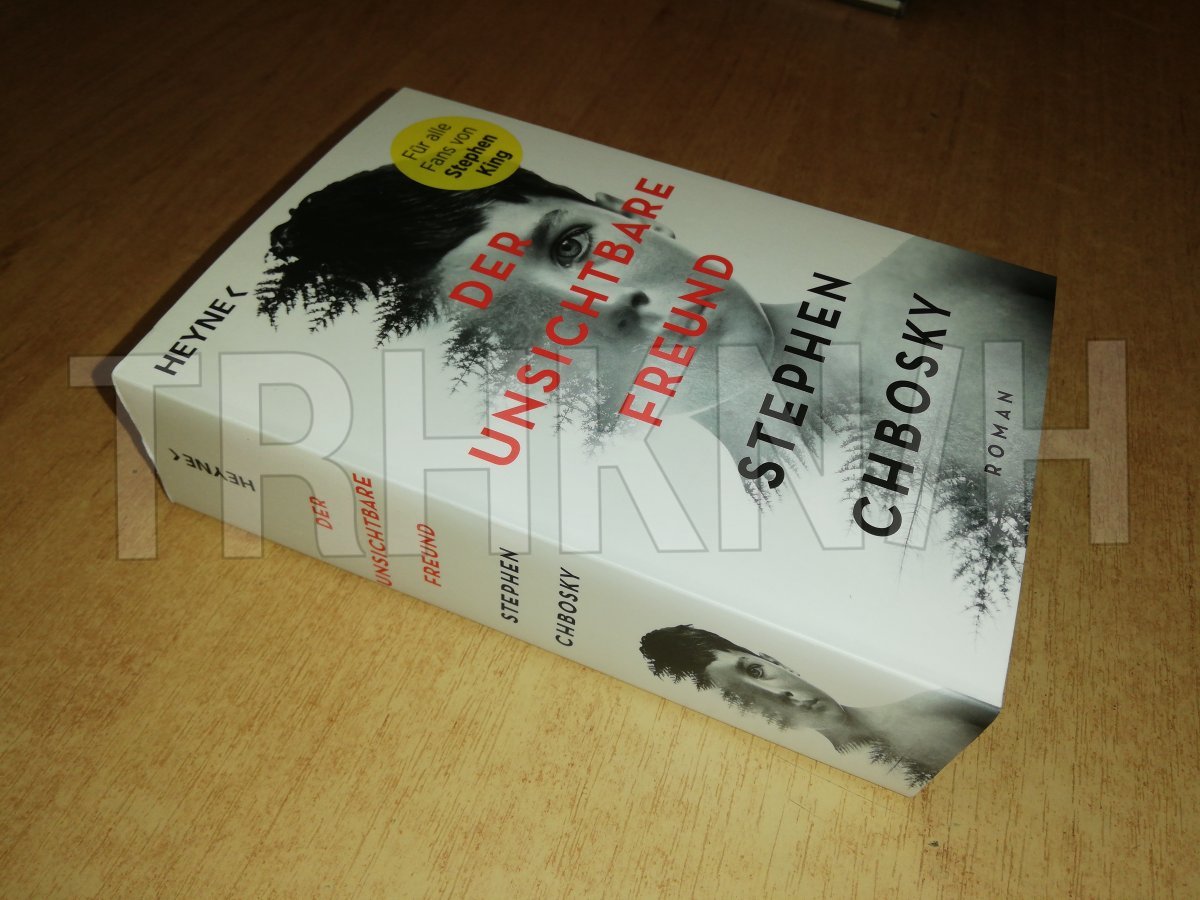 Für alle
Fans von
Stephen
King
HEYNE<
DER
UNSICHTBARE
FREUND
STEPHEN
CHBOSKY
ROMAN
HEYNE<
DER
UNSICHTBARE
FREUND
STEPHEN
CHBOSKY